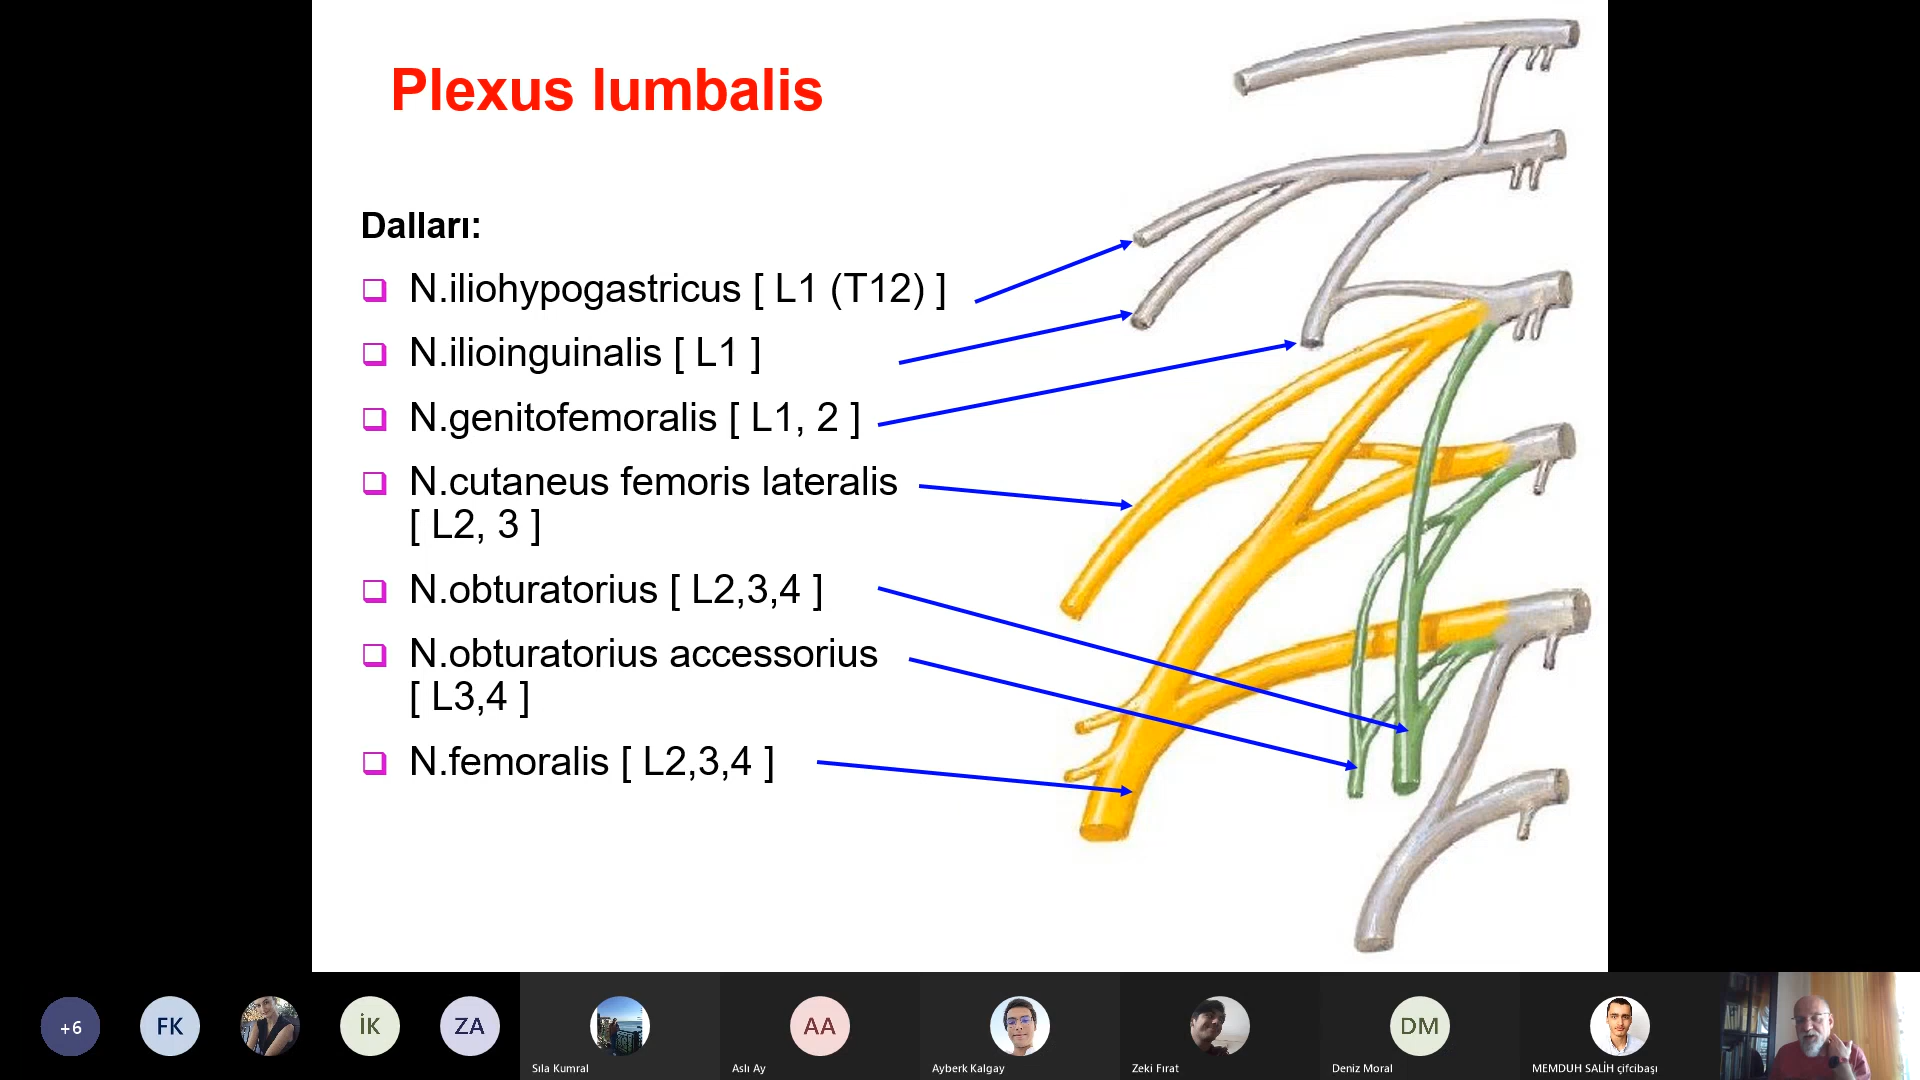 Plexus lumbalis
Dalları:
N.iliohypogastricus [ L1 (T12) ]
N.ilioinguinalis [ L1 ]
N.genitofemoralis [ L1, 2 ]
N.cutaneus femoris lateralis
[ L2, 3 ]
N.obturatorius [ L2,3,4 ]
N.obturatorius accessorius
[ L3,4 ]
N.femoralis [ L2,3,4 ]
+6
FK
İK
ZA
AA
DM
Sıla Kumral
Aslı Ay
Ayberk Kalgay
Zeki Fırat
Deniz Moral
MEMDUH SALİH çifcibaşı